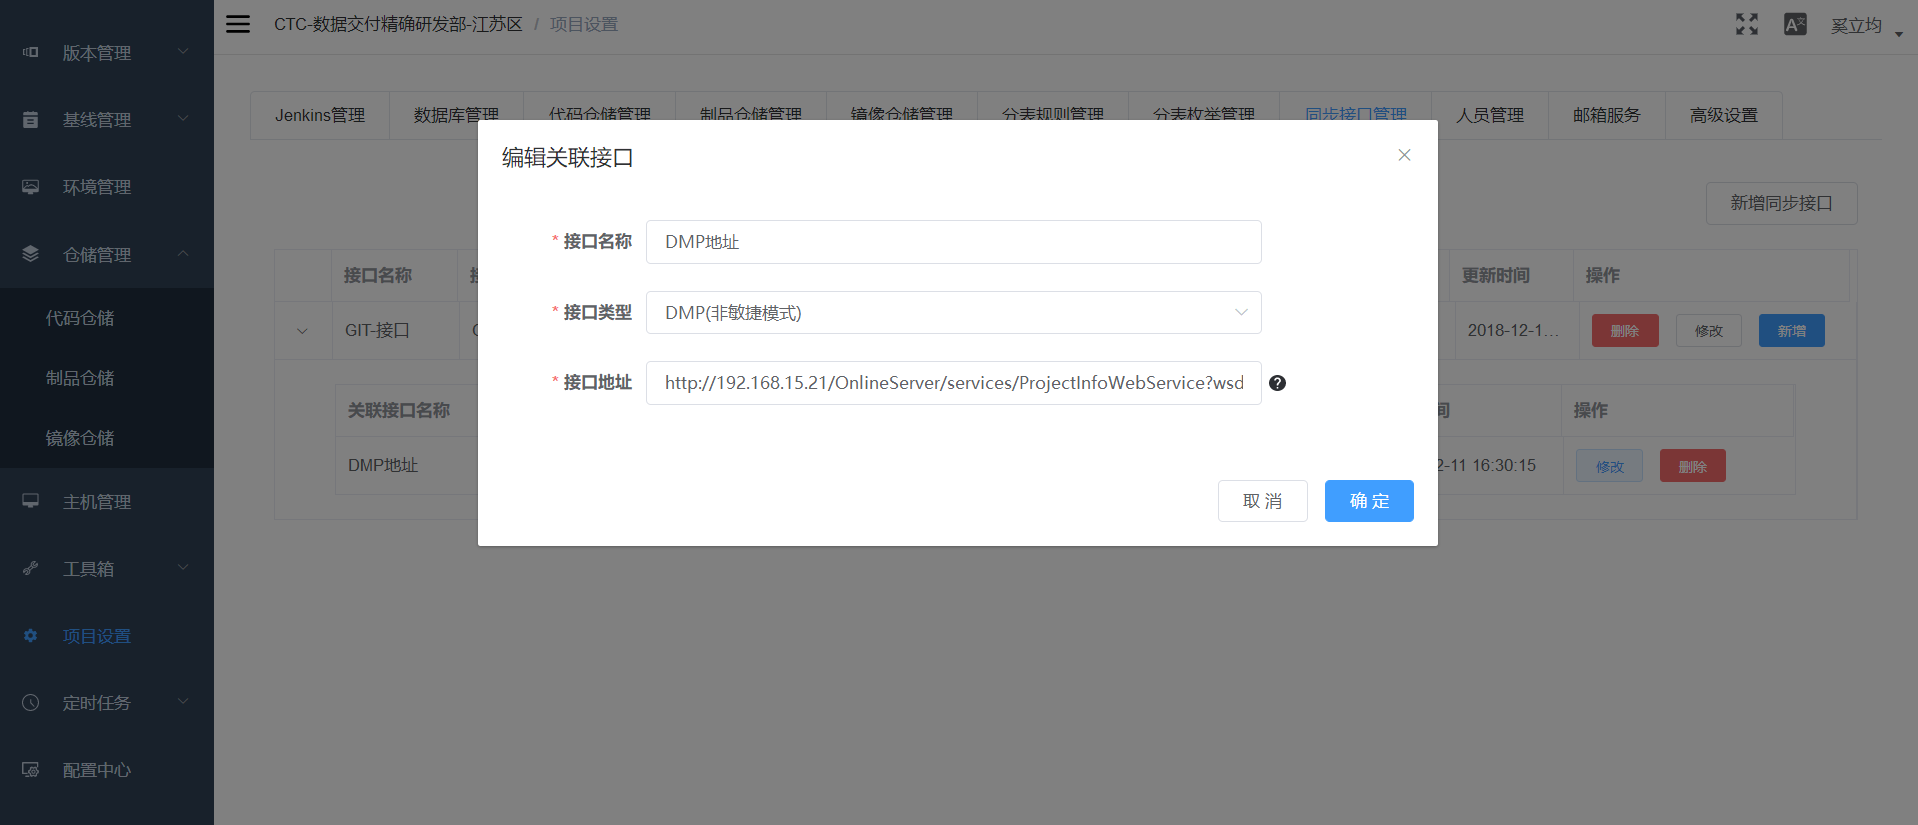 版本管理
基线管理
环境管理
仓储管理
代码仓储
制品仓储
镜像仓储
主机管理
工具箱
项目设置
定时任务
配置中心
CTC-数据交付精确研发部-江苏区 / 项目设置
奚立均
Jenkins管理 数据库管理 代码仓储管理 制品仓储管理 镜像仓储管理 分表规则管理 分表枚举管理 同步接口管理 人员管理 邮箱服务 高级设置
新增同步接口
接口名称 更新时间 操作
GIT-接口 2018-12-1... 删除 修改 新增
关联接口名称 间 操作
DMP地址 2-11 16:30:15 修改 删除
编辑关联接口
* 接口名称 DMP地址
* 接口类型 DMP(非敏捷模式)
* 接口地址 http://192.168.15.21/OnlineServer/services/ProjectInfoWebService?wsd
取 消 确 定